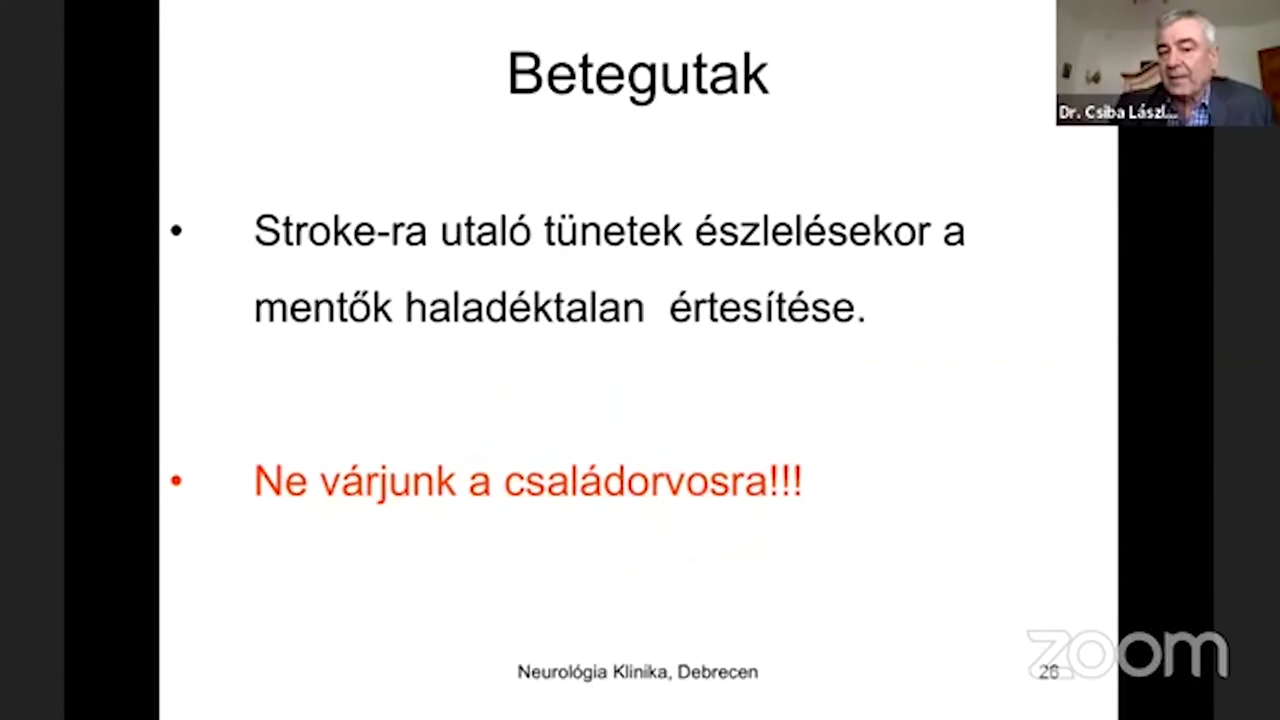 Betegutak
Dr. Csiba Lászl...
• Stroke-ra utaló tünetek észlelésekor a
mentők haladéktalan értesítése.
• Ne várjunk a családorvosra!!!
Neurológia Klinika, Debrecen
26
zoom